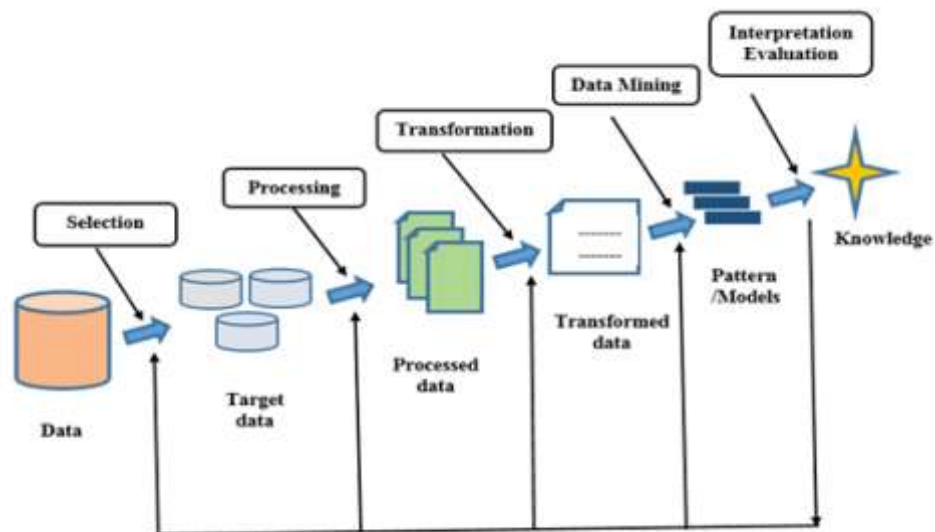 Interpretation
Evaluation
Data Mining
Transformation
Processing
Selection
Knowledge
Pattern
/Models
Transformed
data
Processed
data
Target
data
Data